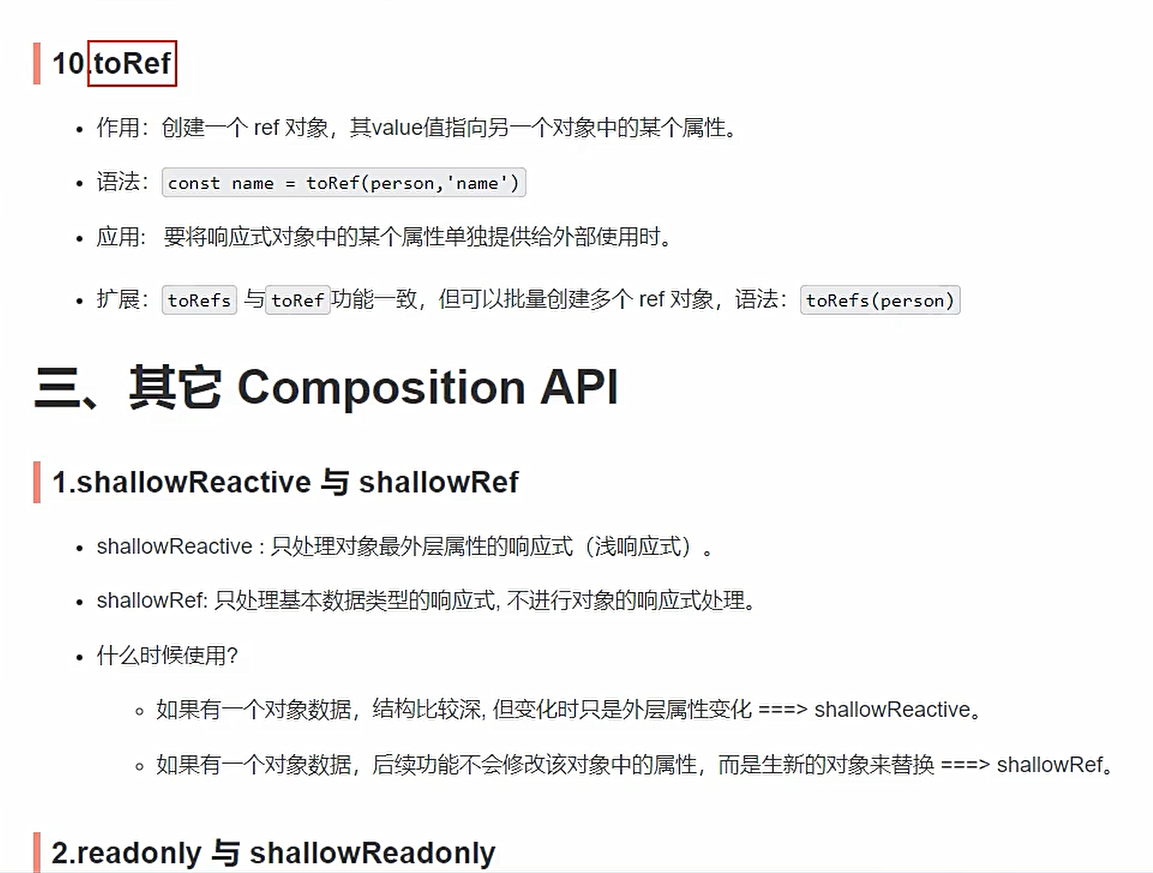 10.toRef
作用：创建一个 ref 对象，其value值指向另一个对象中的某个属性。
语法：const name = toRef(person,'name')
应用: 要将响应式对象中的某个属性单独提供给外部使用时。
扩展：toRefs 与toRef功能一致，但可以批量创建多个 ref 对象，语法：toRefs(person)
三、其它 Composition API
1.shallowReactive 与 shallowRef
shallowReactive : 只处理对象最外层属性的响应式（浅响应式）。
shallowRef: 只处理基本数据类型的响应式, 不进行对象的响应式处理。
什么时候使用?
如果有一个对象数据，结构比较深, 但变化时只是外层属性变化 ===> shallowReactive。
如果有一个对象数据，后续功能不会修改该对象中的属性，而是生新的对象来替换 ===> shallowRef。
2.readonly 与 shallowReadonly